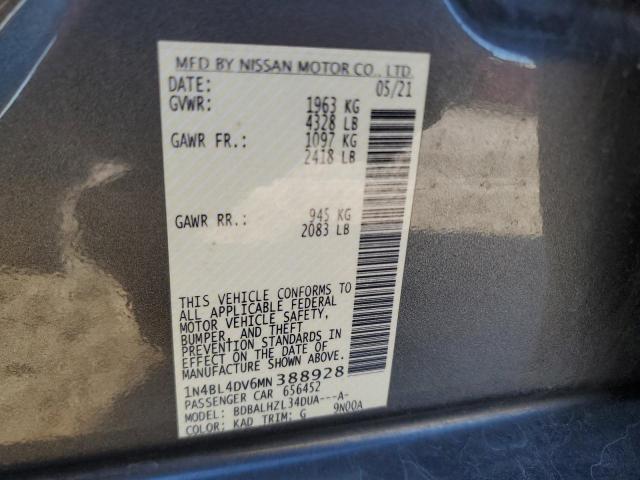 MFD BY NISSAN MOTOR CO., LTD.
DATE: 05/21
GVWR: 1963 KG
4328 LB
GAWR FR.: 1097 KG
2418 LB
GAWR RR.: 945 KG
2083 LB
THIS VEHICLE CONFORMS TO
ALL APPLICABLE FEDERAL
MOTOR VEHICLE SAFETY,
BUMPER, AND THEFT
PREVENTION STANDARDS IN
EFFECT ON THE DATE OF
MANUFACTURE SHOWN ABOVE.
1N4BL4DV6MN388928
PASSENGER CAR 656452
MODEL: BDBALHZL34DUA---A-
COLOR: KAD TRIM: G 9N00A